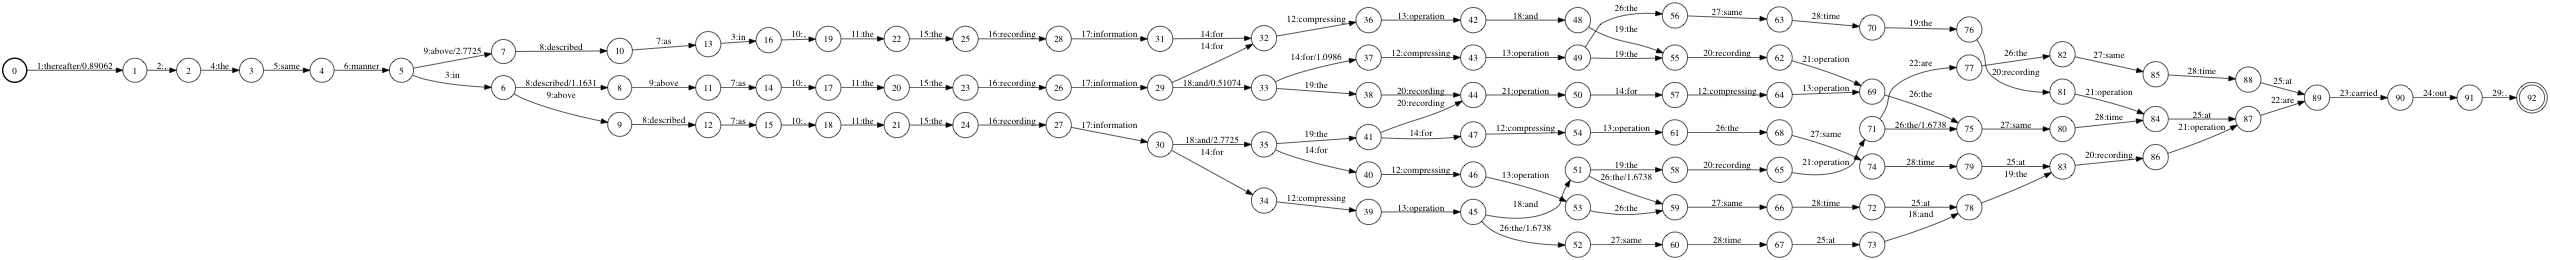 0 1:thereafter/0.89062 1 2:, 2 4:the 3 5:same 4 6:manner 5
9:above/2.7725 7 8:described 10 7:as 13 3:in 16 10:, 19 11:the 22 15:the 25 16:recording 28 17:information 31 14:for 32
3:in 6 8:described/1.1631 8 9:above 11 7:as 14 10:, 17 11:the 20 15:the 23 16:recording 26 17:information 29 14:for
18:and/0.51074 33
9:above 9 8:described 12 7:as 15 10:, 18 11:the 21 15:the 24 16:recording 27 17:information 30 18:and/2.7725 35
14:for 34
12:compressing 36 13:operation 42 18:and 48 19:the 55
14:for/1.0986 37 12:compressing 43 13:operation 49 19:the 55 20:recording 62 21:operation 69
26:the 56 27:same 63 28:time 70 19:the 76 20:recording 81 21:operation 84
19:the 38 20:recording 44 21:operation 50 14:for 57 12:compressing 64 13:operation 69 26:the 75
19:the 41 20:recording
14:for 47 12:compressing 54 13:operation 61 26:the 68 27:same 74 28:time 79 25:at 83 20:recording 86 21:operation 87
14:for 40 12:compressing 46 13:operation 53 26:the 59
12:compressing 39 13:operation 45 18:and 51 19:the 58 20:recording 65 21:operation 71
26:the/1.6738 59 27:same 66 28:time 72 25:at 78 19:the
26:the/1.6738 52 27:same 60 28:time 67 25:at 73 18:and
22:are 77 26:the 82 27:same 85 28:time 88 25:at 89
26:the/1.6738 75 27:same 80 28:time 84 25:at 87 22:are
23:carried 90 24:out 91 29:. 92